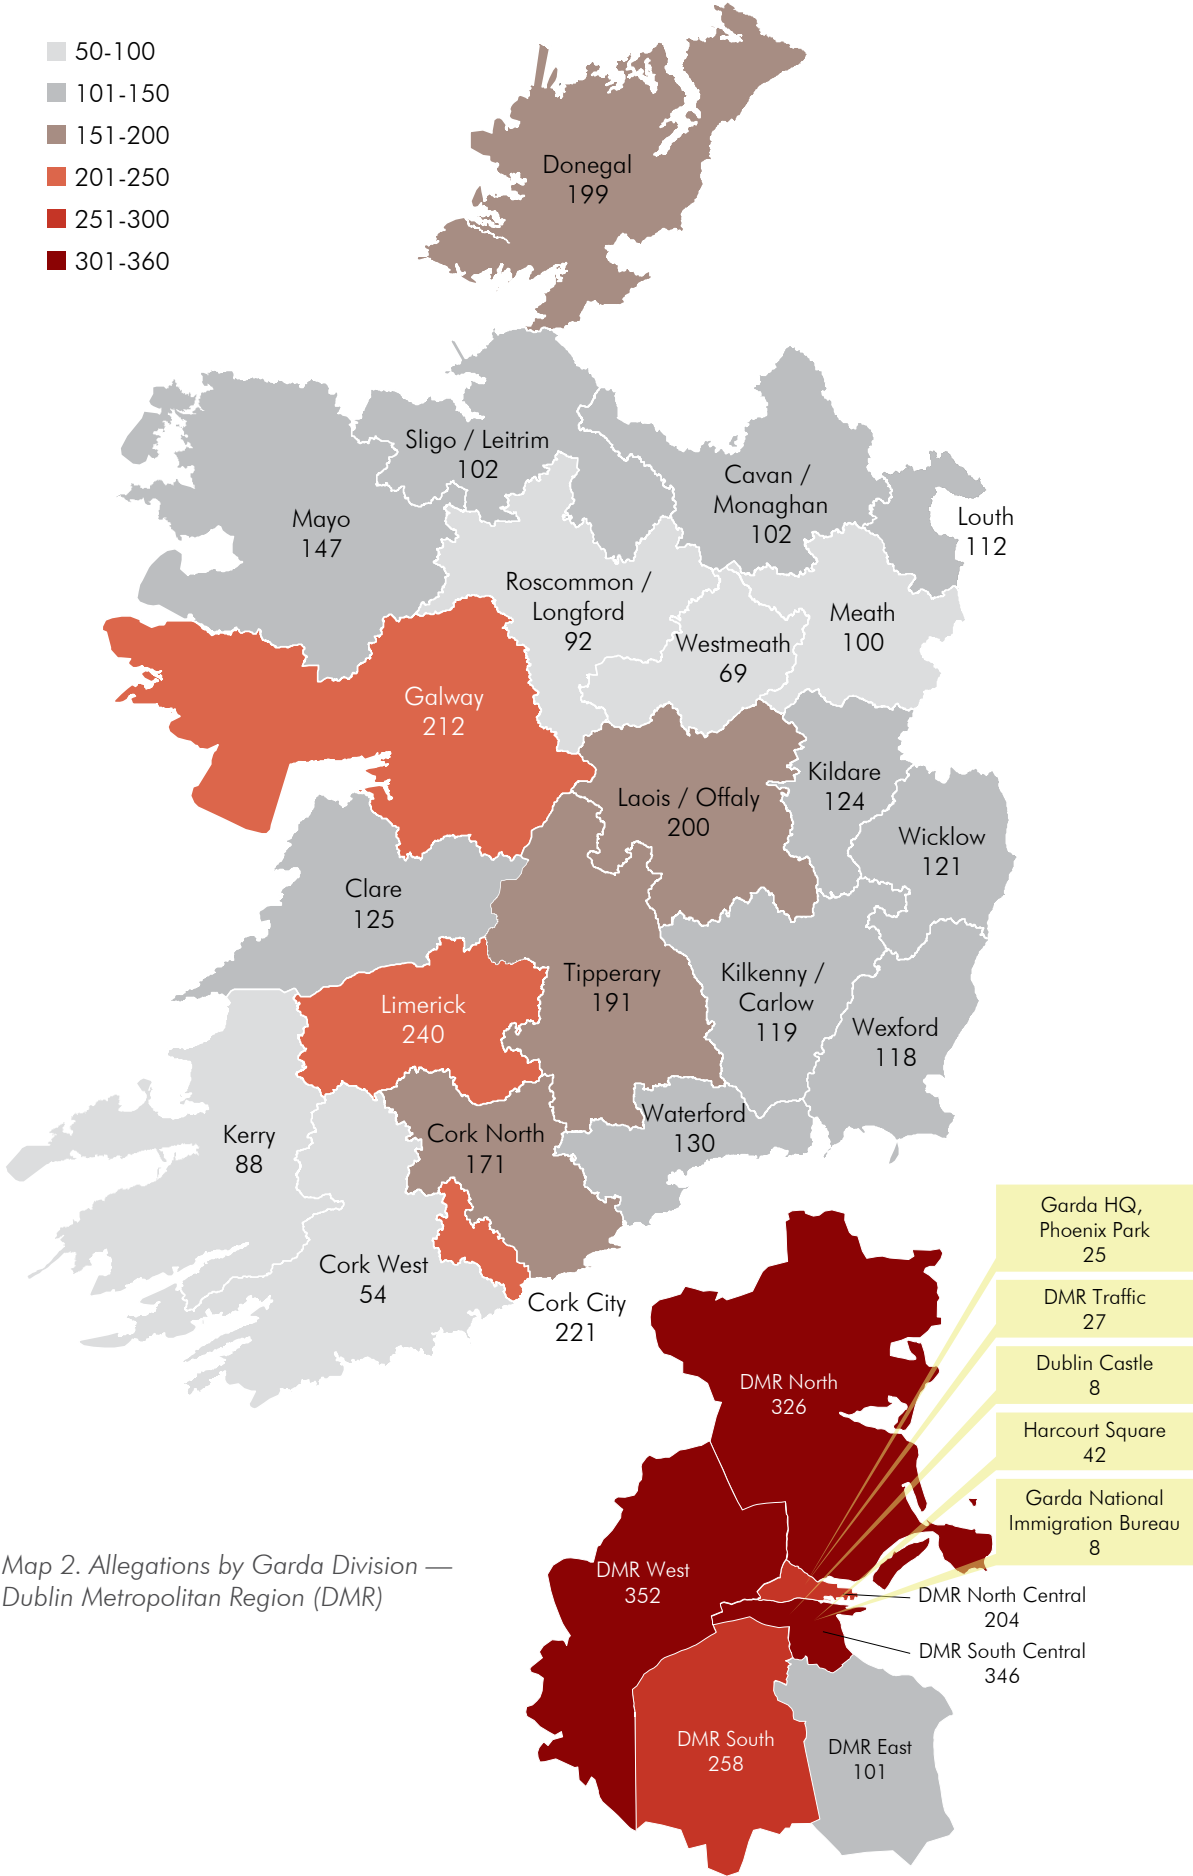 50-100
101-150
151-200
201-250
251-300
301-360
Donegal
199
Sligo / Leitrim
102
Cavan /
Monaghan
102
Louth
112
Mayo
147
Roscommon /
Longford
92
Meath
100
Westmeath
69
Galway
212
Kildare
124
Laois / Offaly
200
Wicklow
121
Clare
125
Tipperary
191
Kilkenny /
Carlow
119
Limerick
240
Wexford
118
Waterford
130
Kerry
88
Cork North
171
Cork West
54
Cork City
221
Garda HQ,
Phoenix Park
25
DMR Traffic
27
Dublin Castle
8
Harcourt Square
42
Garda National
Immigration Bureau
8
DMR North
326
DMR West
352
DMR North Central
204
DMR South Central
346
DMR South
258
DMR East
101
Map 2. Allegations by Garda Division —
Dublin Metropolitan Region (DMR)